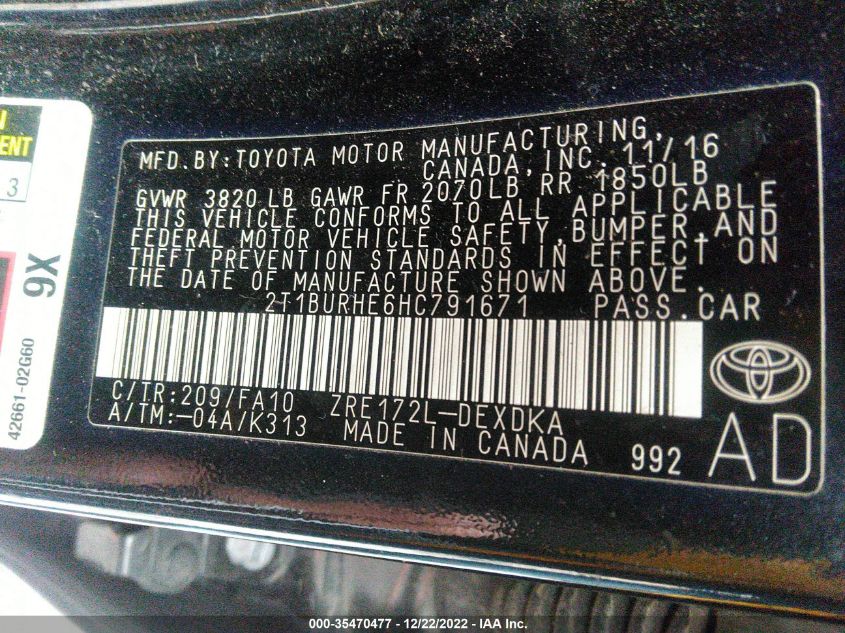 MFD. BY: TOYOTA MOTOR MANUFACTURING,
CANADA, INC. 11/16
GVWR 3820 LB GAWR FR 2070LB RR 1850LB
THIS VEHICLE CONFORMS TO ALL APPLICABLE
FEDERAL MOTOR VEHICLE SAFETY, BUMPER, AND
THEFT PREVENTION STANDARDS IN EFFECT ON
THE DATE OF MANUFACTURE SHOWN ABOVE.
2T1BURHE6HC791671 PASS. CAR
C/TR: 209/FA10 ZRE172L-DEXDKA
A/TM: -04A/K313 MADE IN CANADA 992
AD
3
9X
42661-02G60
000-35470477 - 12/22/2022 - IAA Inc.